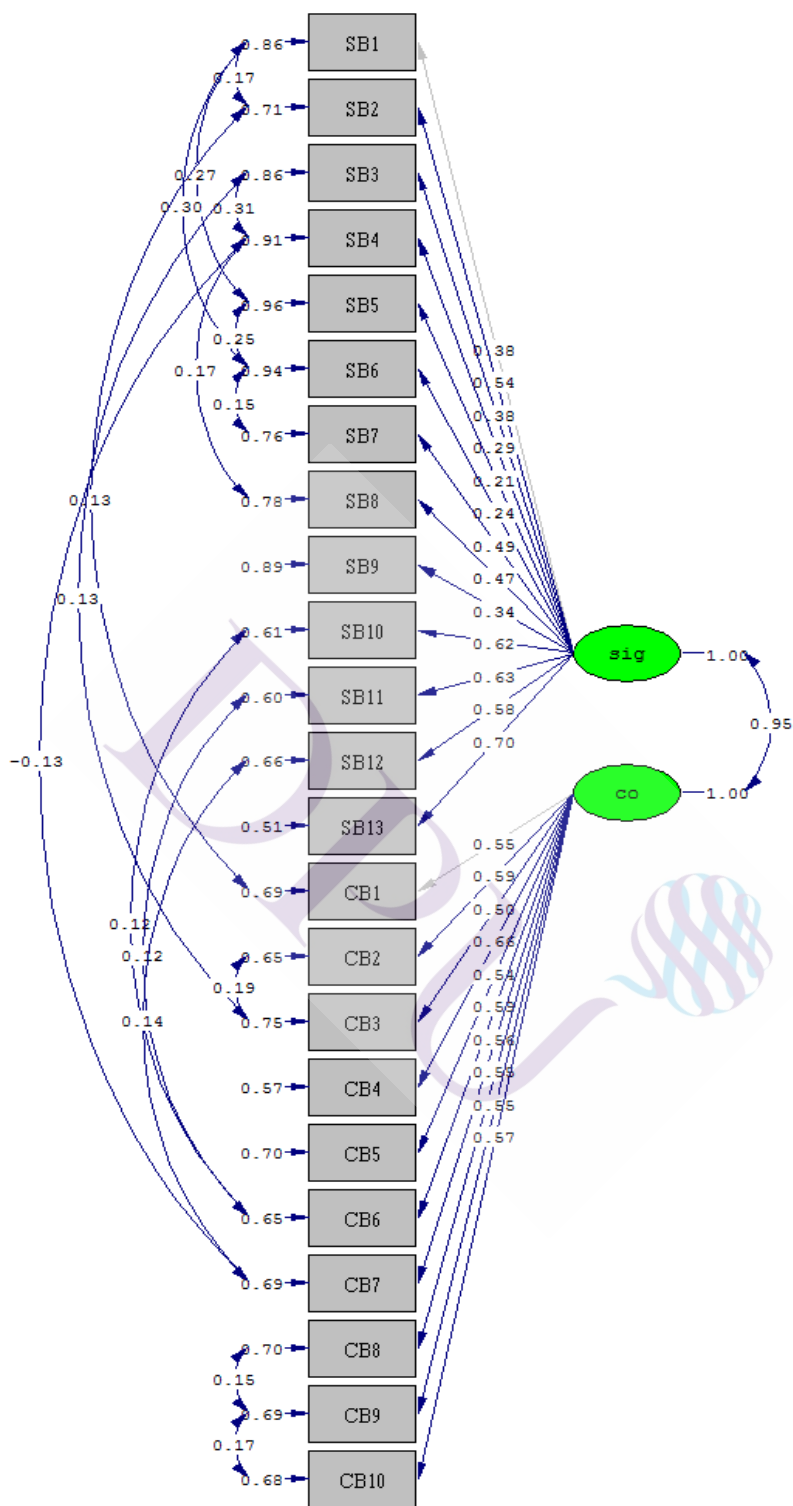 0.86 SB1
0.17
0.71 SB2
0.27
0.86 SB3
0.30
0.31
0.91 SB4
0.96 SB5
0.25
0.38
0.17
0.94 SB6
0.54
0.15
0.38
0.76 SB7
0.29
0.21
0.13
0.78 SB8
0.24
0.49
0.89 SB9
0.47
0.13
0.34
0.61 SB10
0.62
sig 1.00
0.63
0.60 SB11
0.58
0.95
0.70
-0.13
0.66 SB12
co 1.00
0.51 SB13
0.55
0.69 CB1
0.59
0.50
0.12
0.65 CB2
0.66
0.12
0.54
0.19
0.59
0.14
0.75 CB3
0.56
0.55
0.57 CB4
0.55
0.57
0.70 CB5
0.65 CB6
0.69 CB7
0.70 CB8
0.15
0.69 CB9
0.17
0.68 CB10
DPU